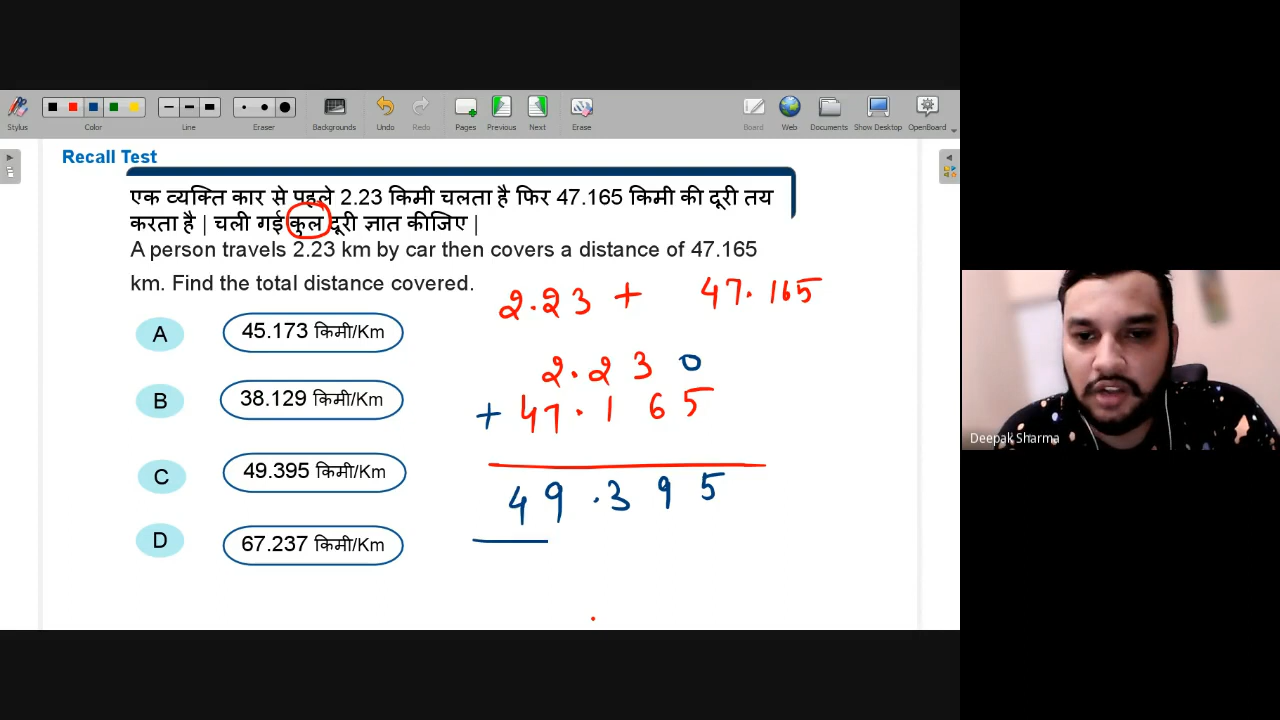 Stylus
Color
Line
Eraser
Backgrounds
Undo
Redo
Pages
Previous
Next
Erase
Board
Web
Documents
Show Desktop
OpenBoard
Recall Test
एक व्यक्ति कार से पहले 2.23 किमी चलता है फिर 47.165 किमी की दूरी तय
करता है | चली गई कुल दूरी ज्ञात कीजिए |
A person travels 2.23 km by car then covers a distance of 47.165
km. Find the total distance covered.
2.23 + 47.165
A 45.173 किमी/Km
B 38.129 किमी/Km
C 49.395 किमी/Km
D 67.237 किमी/Km
2.230
+ 47.165
49.395
Deepak Sharma